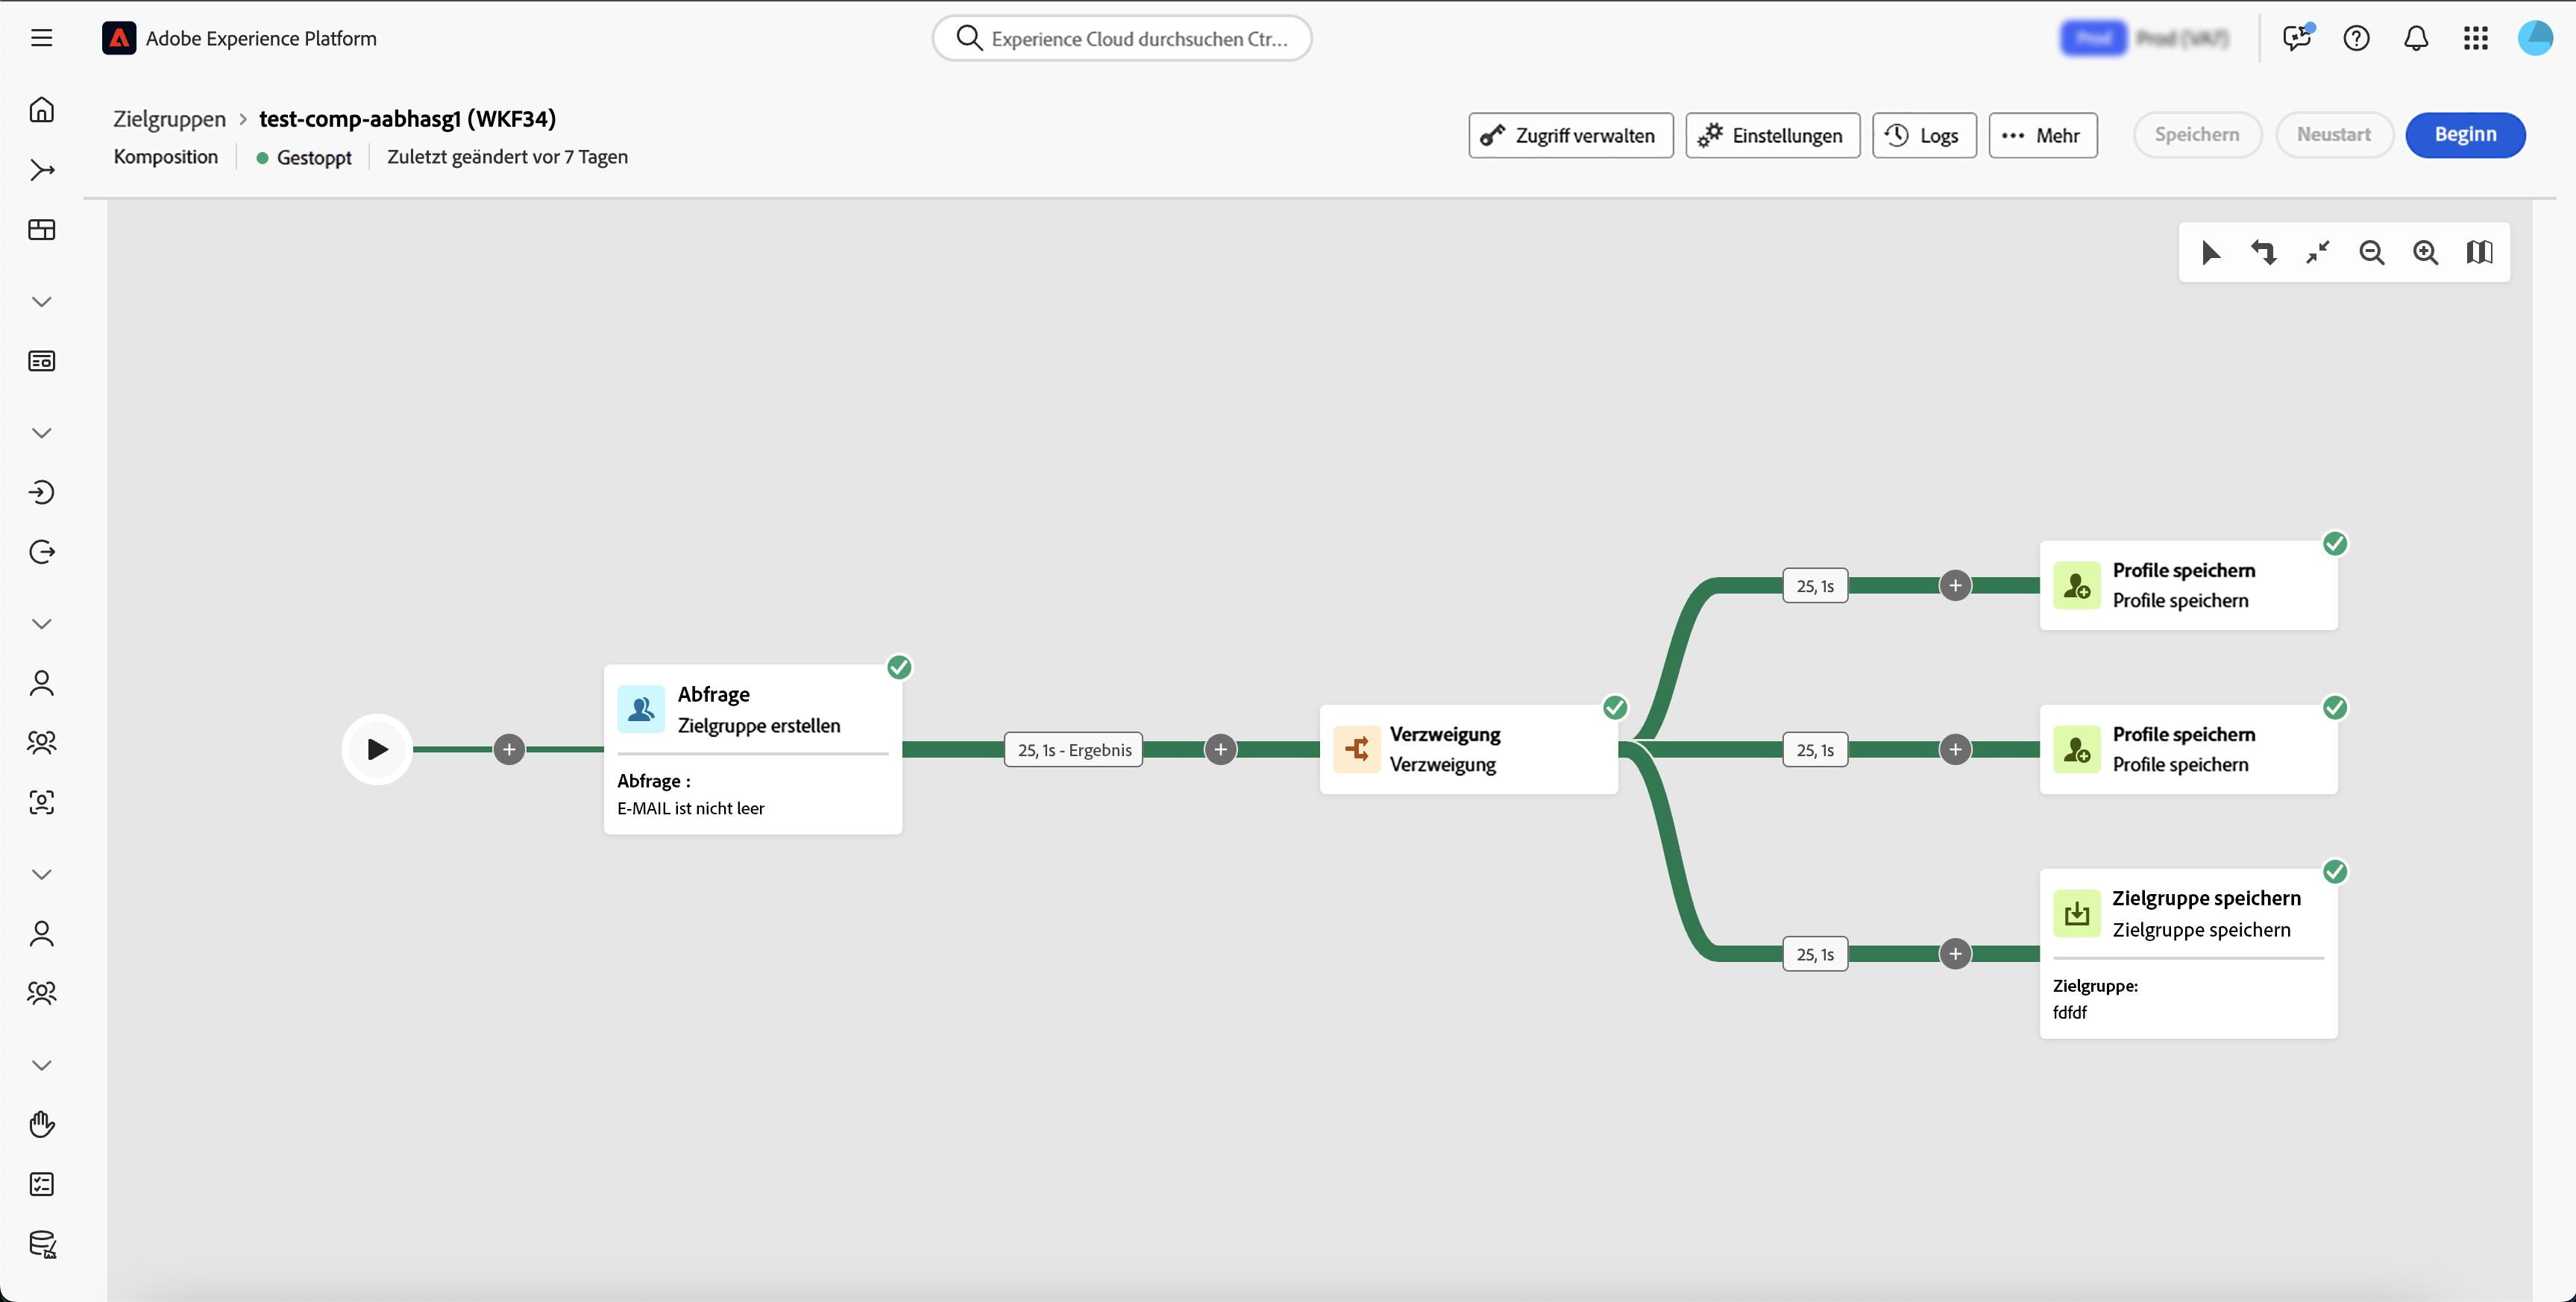 Adobe Experience Platform
Experience Cloud durchsuchen Ctr...
Prod Prod (VA7)
Zielgruppen > test-comp-aabhasg1 (WKF34)
Komposition Gestoppt Zuletzt geändert vor 7 Tagen
Zugriff verwalten Einstellungen Logs Mehr Speichern Neustart Beginn
Abfrage
Zielgruppe erstellen
Abfrage :
E-MAIL ist nicht leer
25, 1s - Ergebnis
Verzweigung
Verzweigung
25, 1s
Profile speichern
Profile speichern
25, 1s
Profile speichern
Profile speichern
25, 1s
Zielgruppe speichern
Zielgruppe speichern
Zielgruppe:
fdfdf